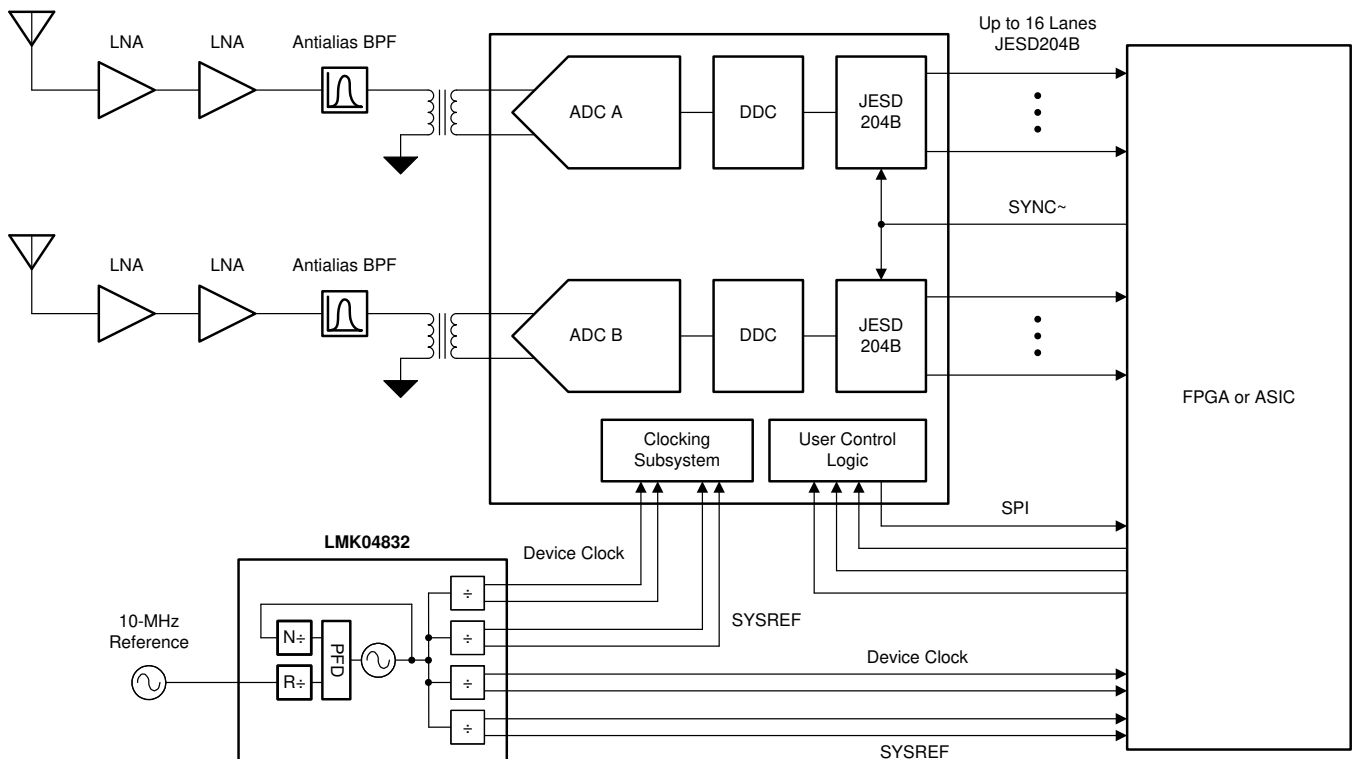 Up to 16 Lanes
JESD204B
LNA
LNA
Antialias BPF
ADC A
DDC
JESD
204B
SYNC~
LNA
LNA
Antialias BPF
ADC B
DDC
JESD
204B
FPGA or ASIC
Clocking
Subsystem
User Control
Logic
SPI
LMK04832
Device Clock
10-MHz
Reference
N÷
R÷
PFD
÷
÷
÷
÷
SYSREF
Device Clock
SYSREF